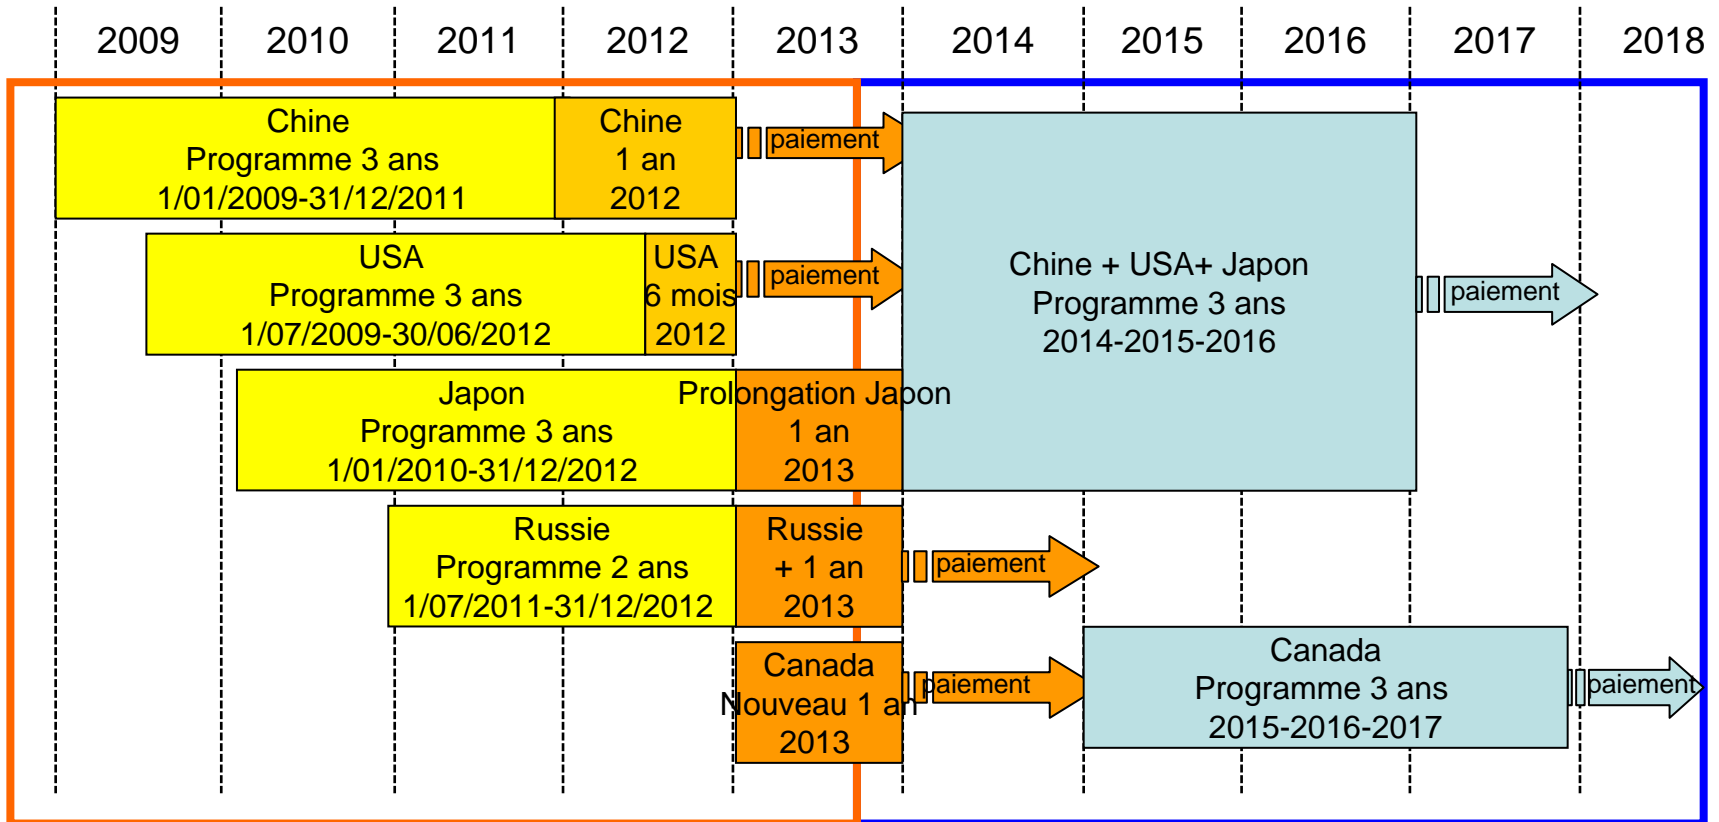 2009 2010 2011 2012 2013 2014 2015 2016 2017 2018
Chine
Programme 3 ans
1/01/2009-31/12/2011
Chine
1 an
2012
paiement
USA
Programme 3 ans
1/07/2009-30/06/2012
USA
6 mois
2012
paiement
Chine + USA+ Japon
Programme 3 ans
2014-2015-2016
paiement
Japon
Programme 3 ans
1/01/2010-31/12/2012
Prolongation Japon
1 an
2013
Russie
Programme 2 ans
1/07/2011-31/12/2012
Russie
+ 1 an
2013
paiement
Canada
Nouveau 1 an
2013
paiement
Canada
Programme 3 ans
2015-2016-2017
paiement